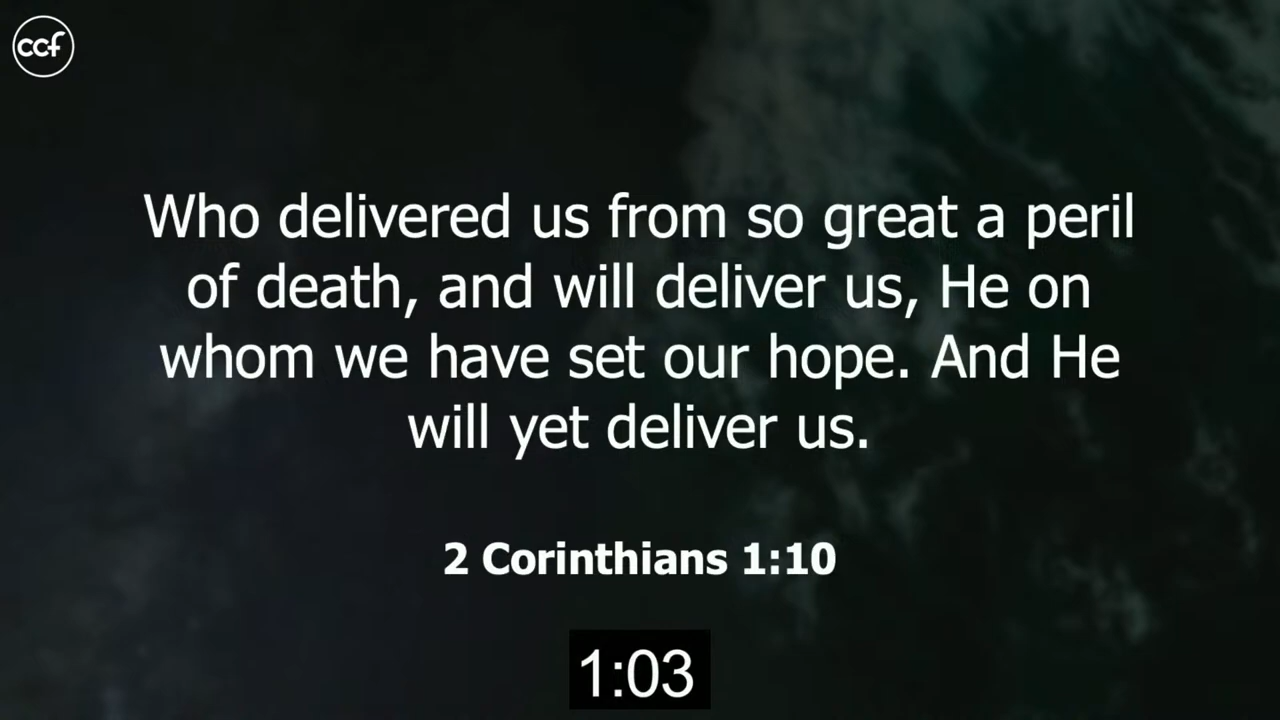 ccf
Who delivered us from so great a peril
of death, and will deliver us, He on
whom we have set our hope. And He
will yet deliver us.
2 Corinthians 1:10
1:03